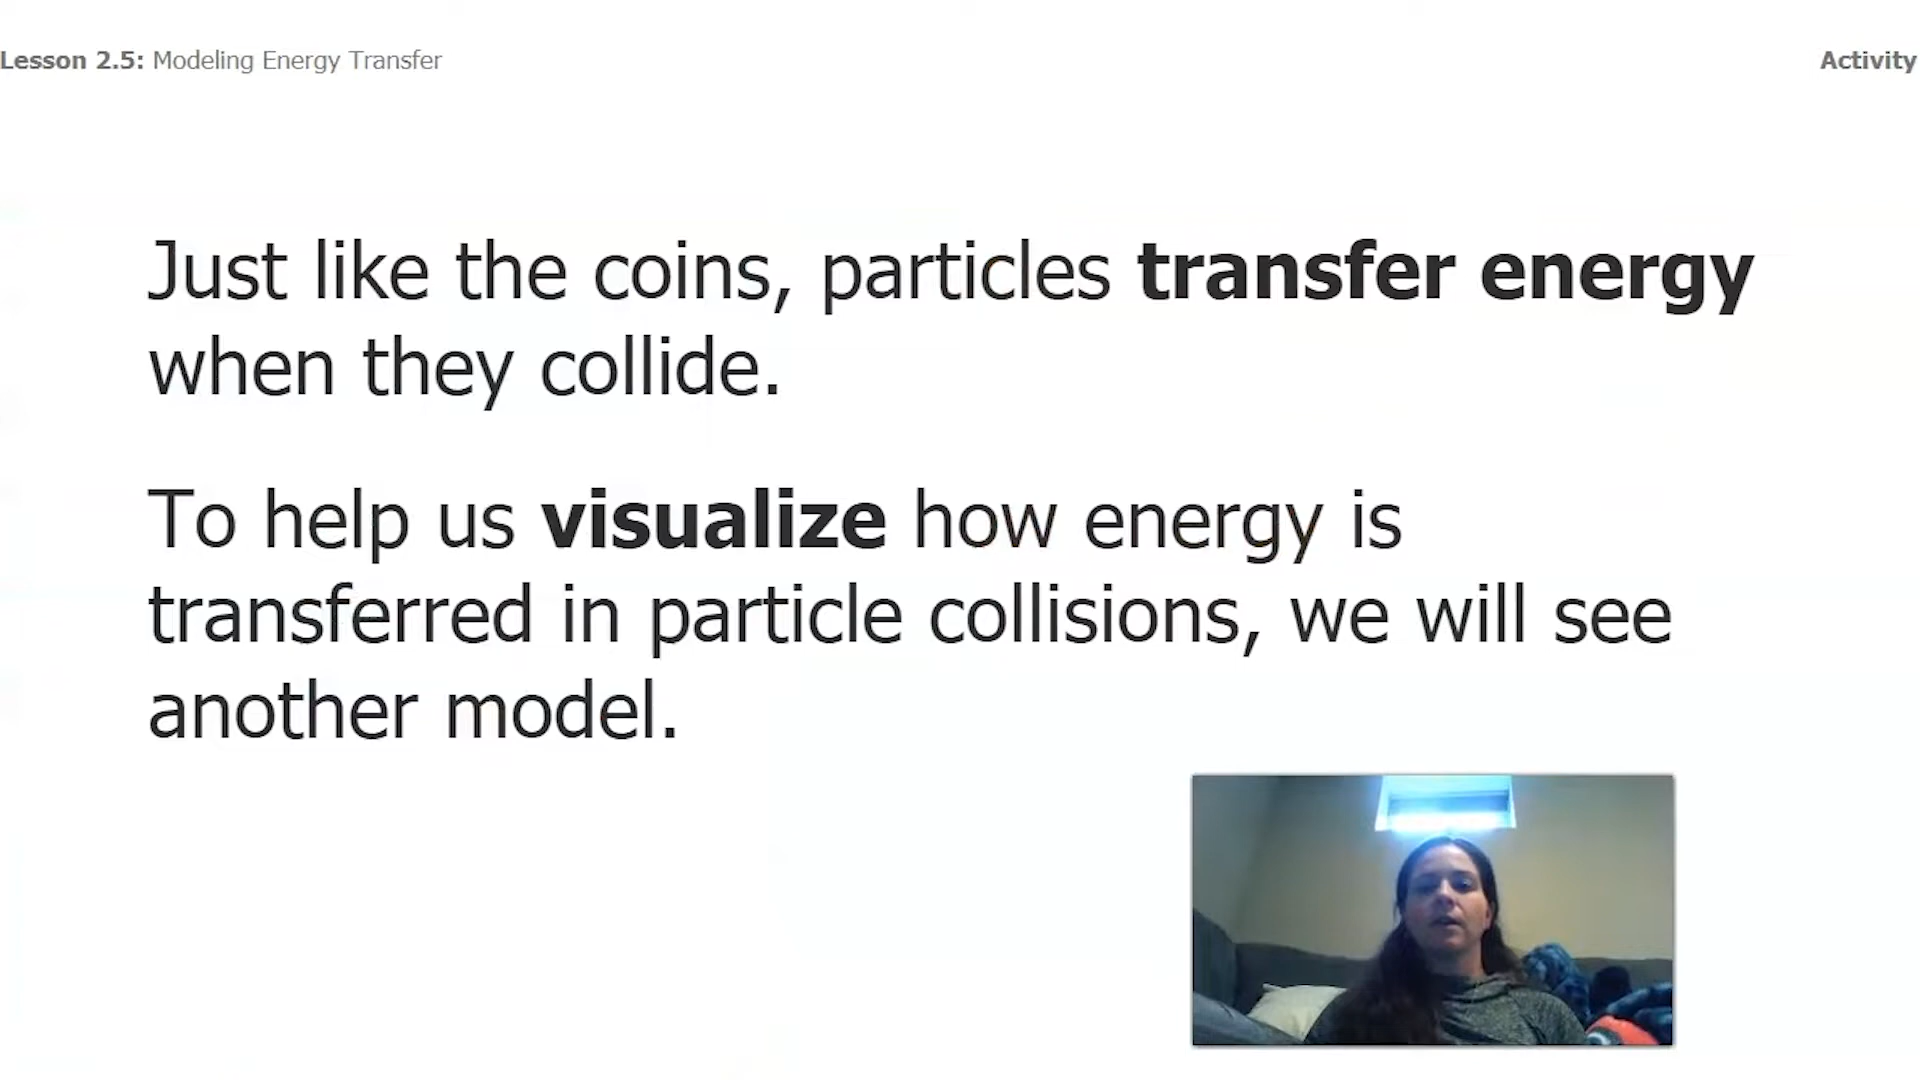 Lesson 2.5: Modeling Energy Transfer
Activity
Just like the coins, particles transfer energy
when they collide.
To help us visualize how energy is
transferred in particle collisions, we will see
another model.